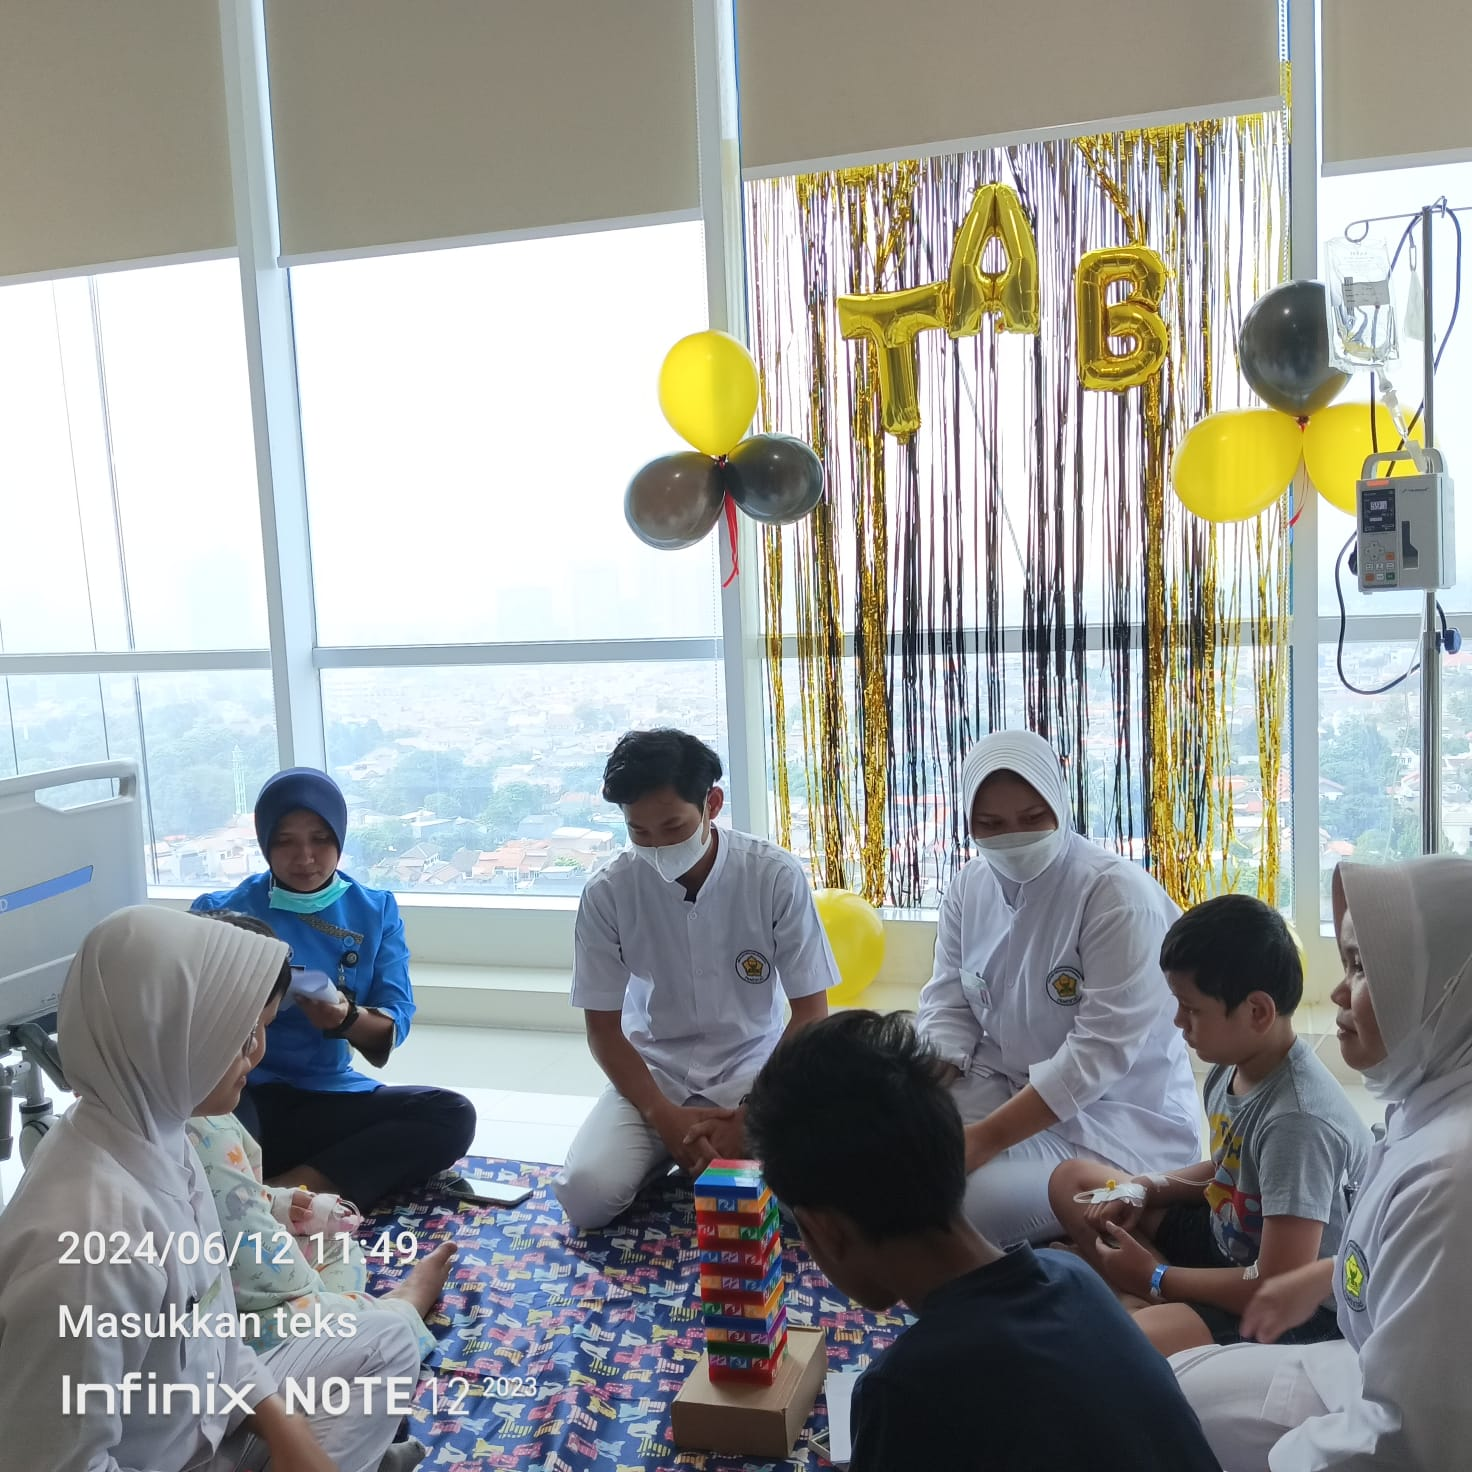 TAB
2024/06/12 11:49
Masukkan teks
Infinix NOTE 12 2023